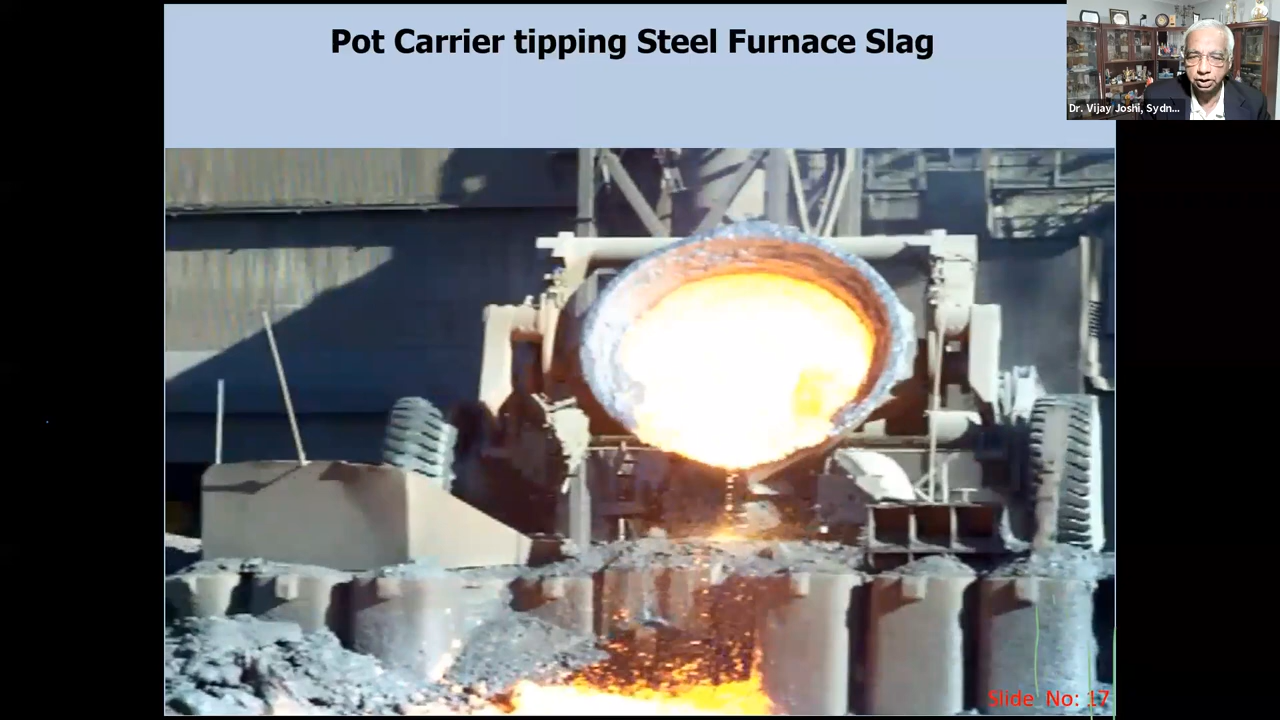 Pot Carrier tipping Steel Furnace Slag
Dr. Vijay Joshi, Sydn...
Slide No: 17